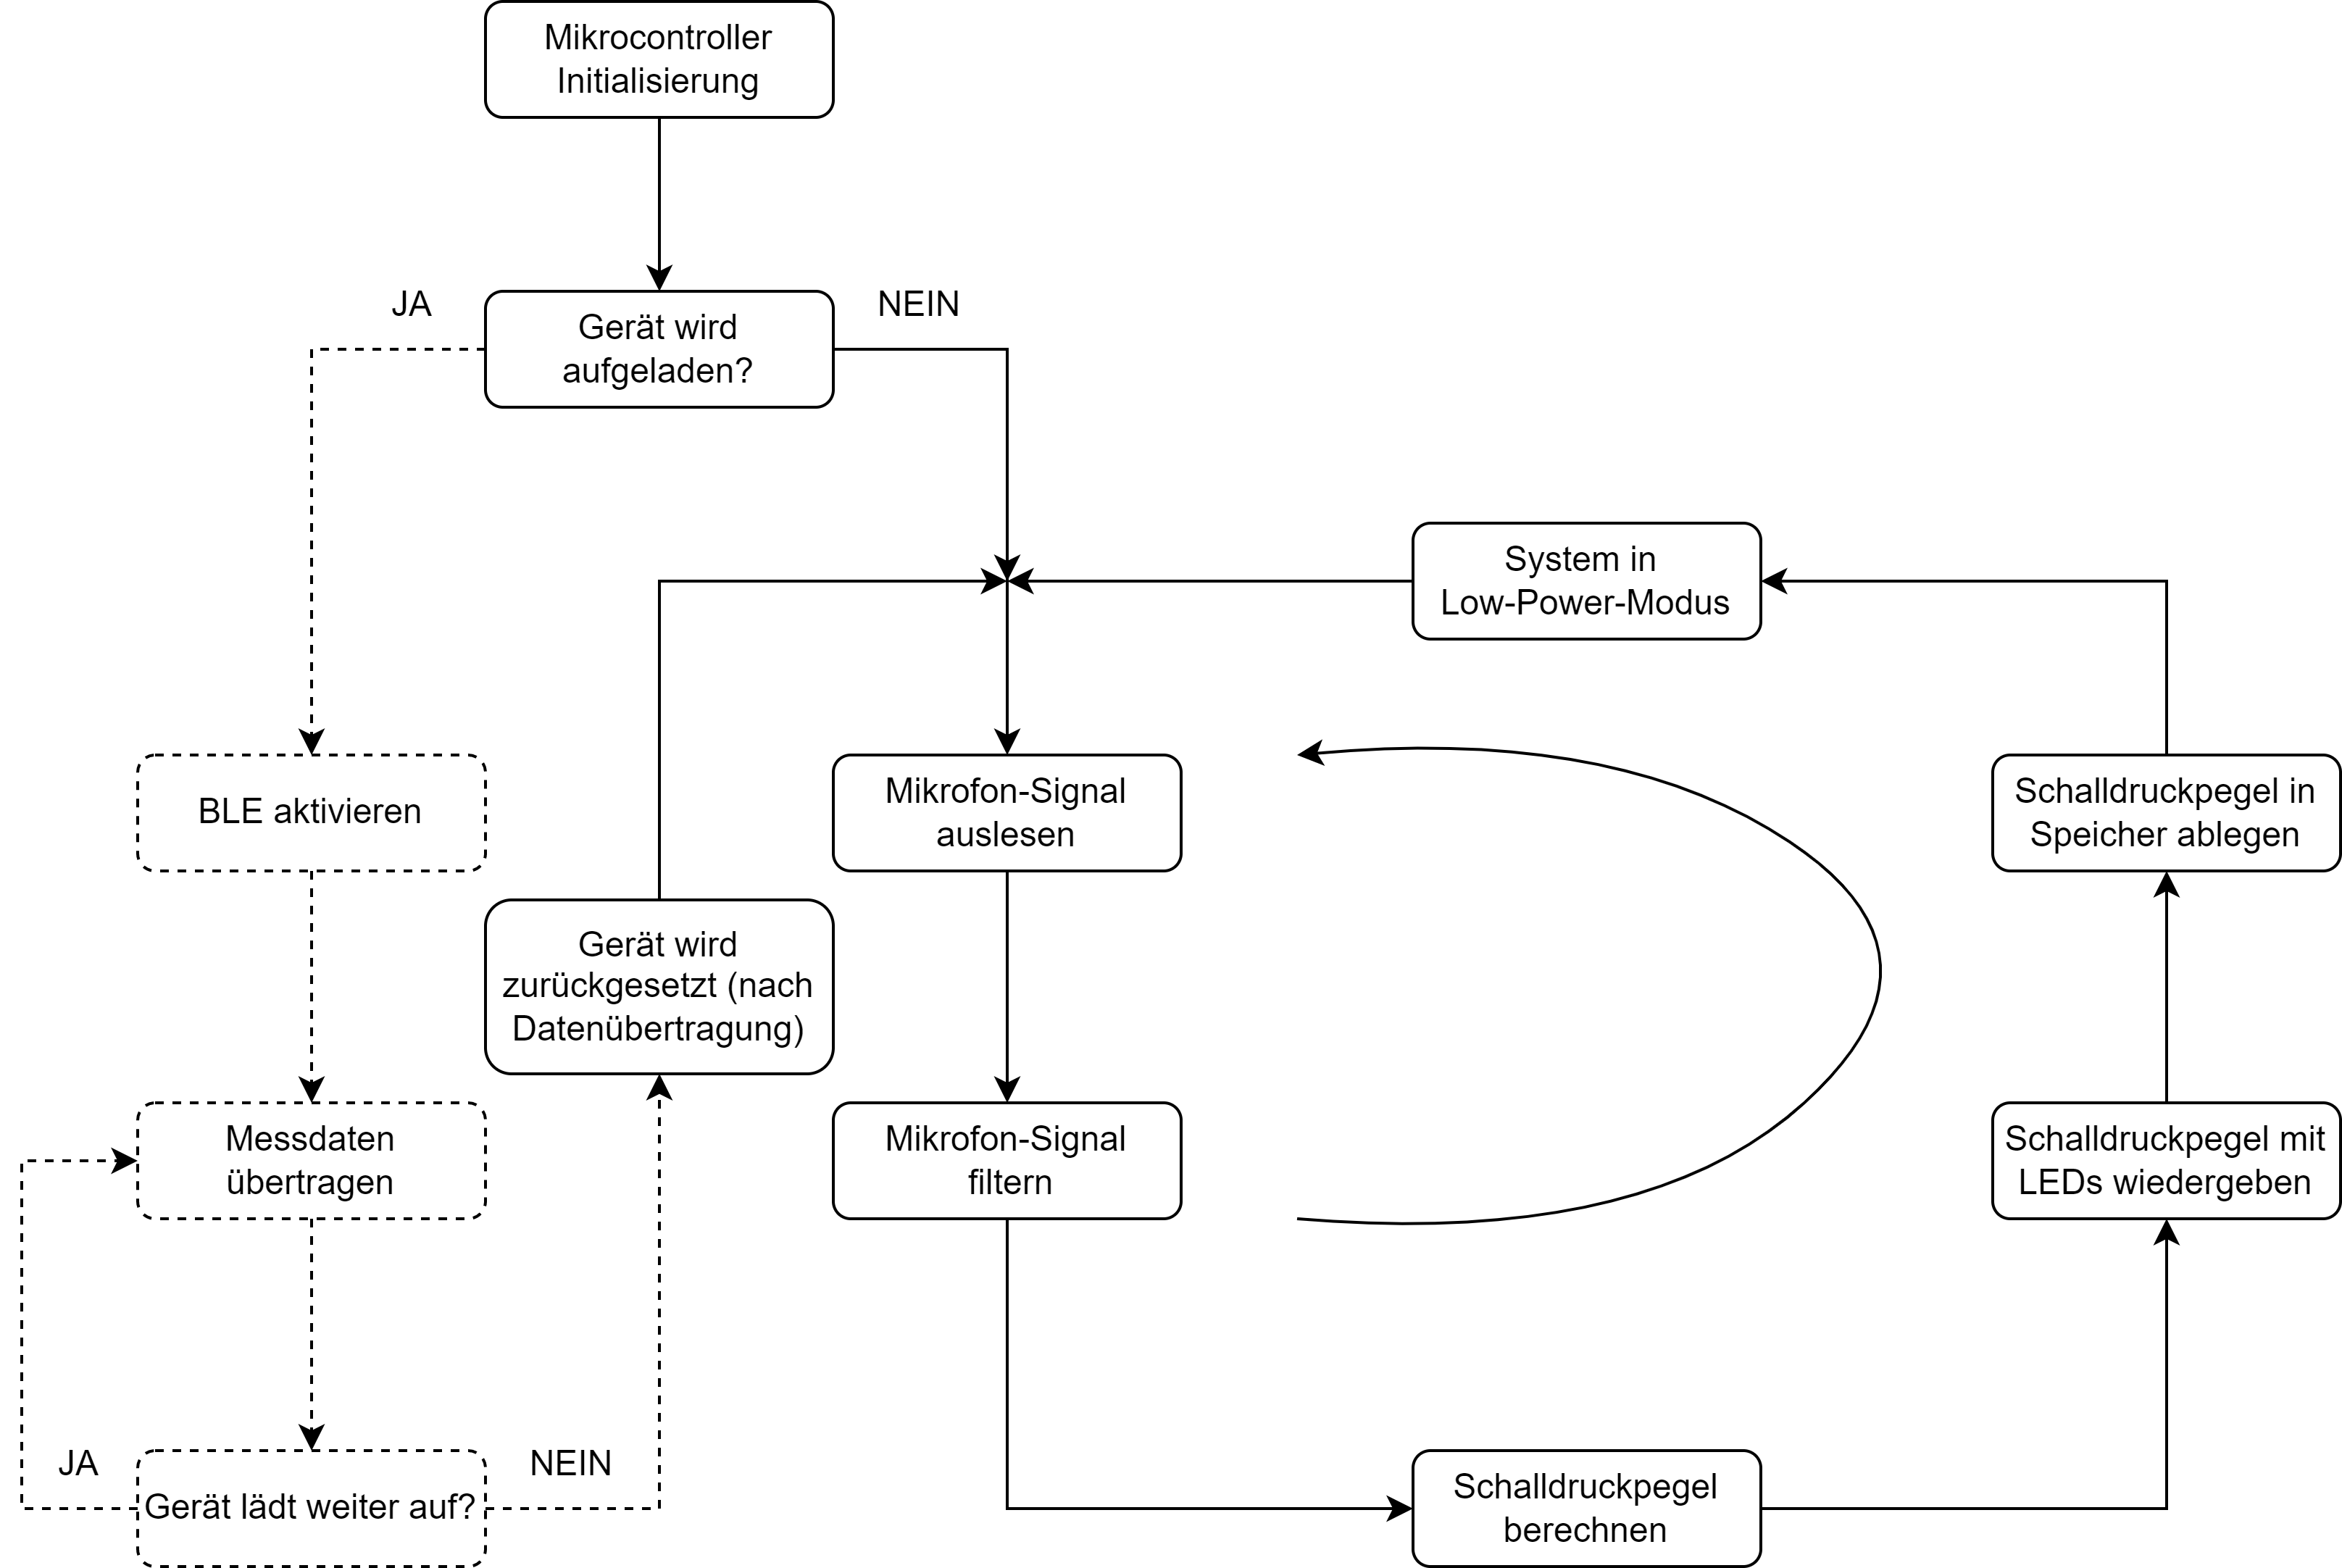 Mikrocontroller
Initialisierung
JA
Gerät wird
aufgeladen?
NEIN
System in
Low-Power-Modus
BLE aktivieren
Mikrofon-Signal
auslesen
Schalldruckpegel in
Speicher ablegen
Gerät wird
zurückgesetzt (nach
Datenübertragung)
Messdaten
übertragen
Mikrofon-Signal
filtern
Schalldruckpegel mit
LEDs wiedergeben
JA
Gerät lädt weiter auf?
NEIN
Schalldruckpegel
berechnen